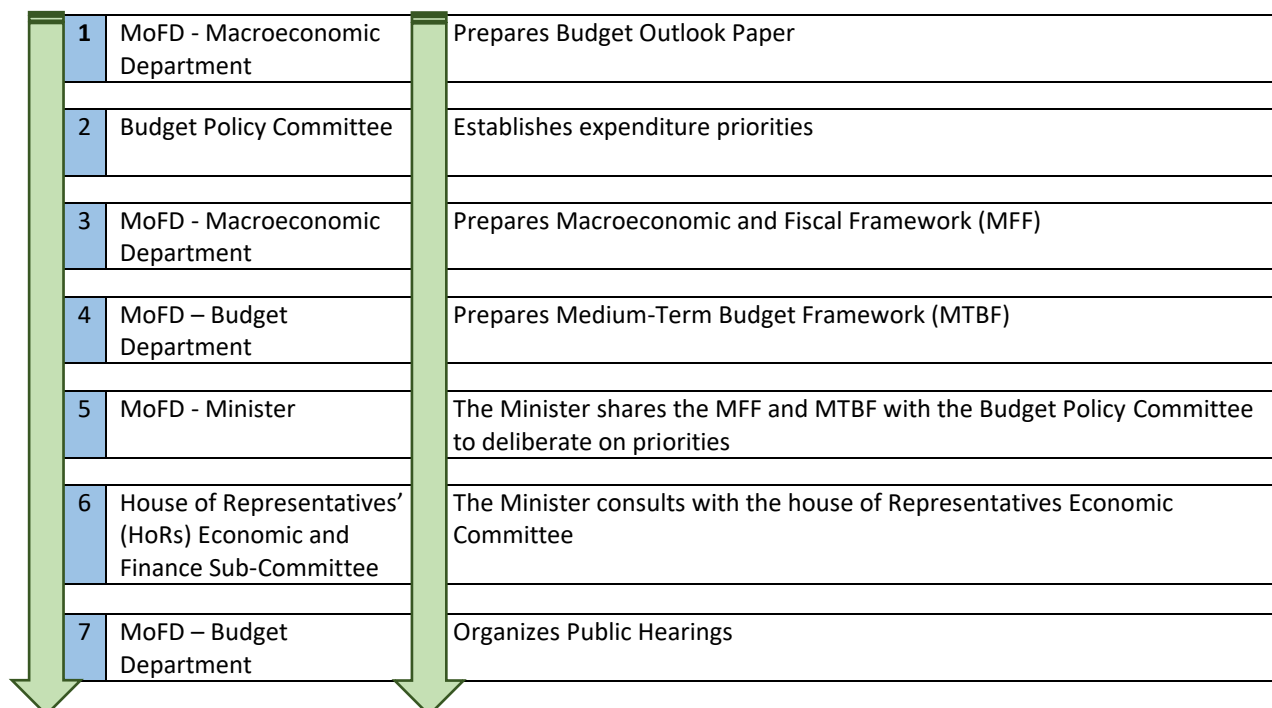 1 MoFD - Macroeconomic Prepares Budget Outlook Paper
Department
2 Budget Policy Committee Establishes expenditure priorities
3 MoFD - Macroeconomic Prepares Macroeconomic and Fiscal Framework (MFF)
Department
4 MoFD – Budget Prepares Medium-Term Budget Framework (MTBF)
Department
5 MoFD - Minister The Minister shares the MFF and MTBF with the Budget Policy Committee
to deliberate on priorities
6 House of Representatives’ The Minister consults with the house of Representatives Economic
(HoRs) Economic and Committee
Finance Sub-Committee
7 MoFD – Budget Organizes Public Hearings
Department